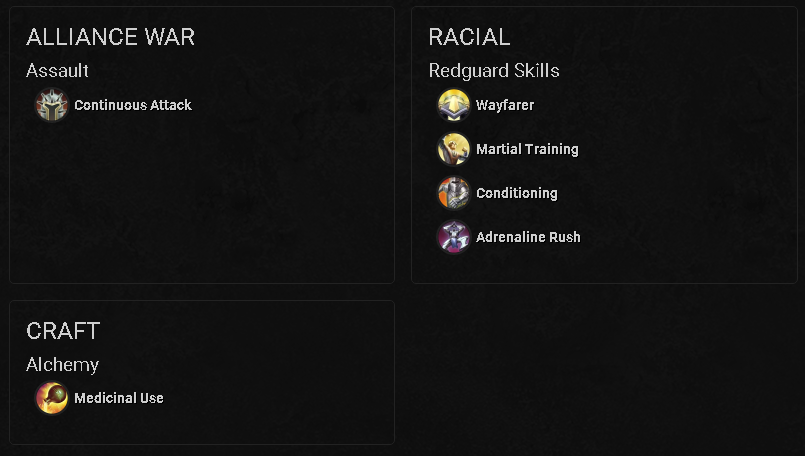 ALLIANCE WAR
Assault
Continuous Attack
RACIAL
Redguard Skills
Wayfarer
Martial Training
Conditioning
Adrenaline Rush
CRAFT
Alchemy
Medicinal Use